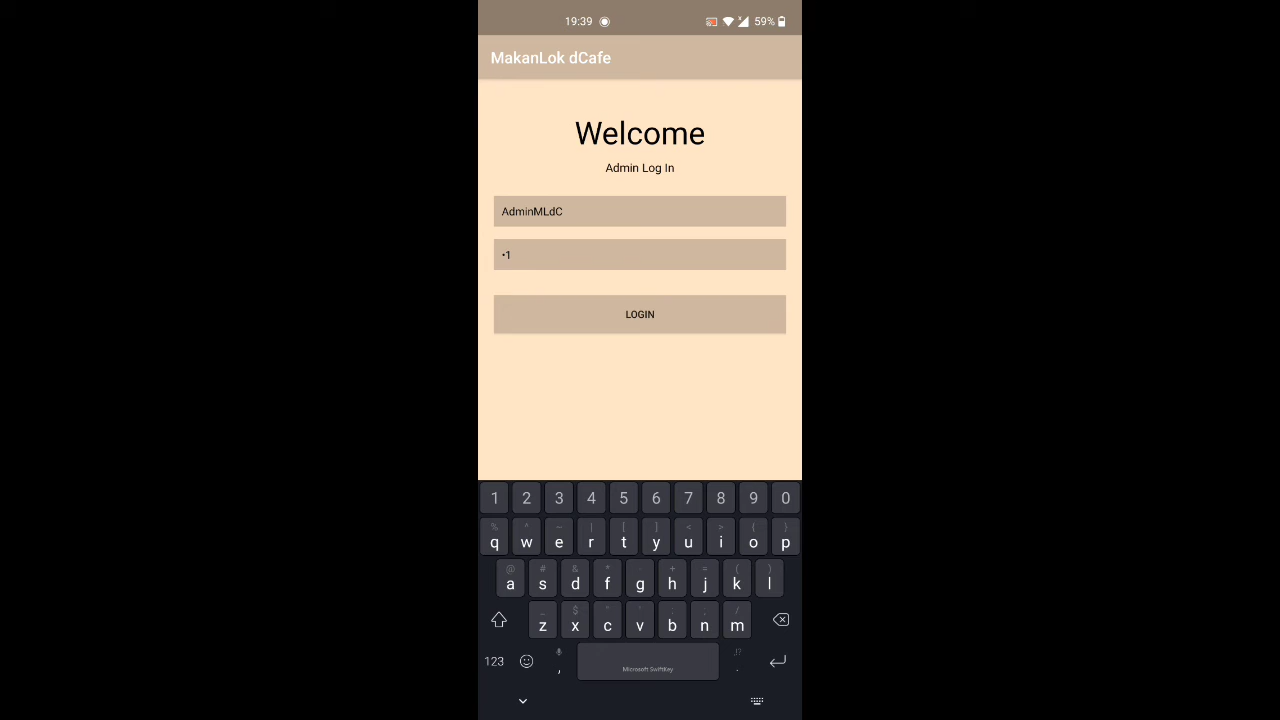 19:39 59%
MakanLok dCafe
Welcome
Admin Log In
AdminMLdC
•1
LOGIN
1 2 3 4 5 6 7 8 9 0
% ^ ~ | [ ] < > { }
q w e r t y u i o p
@ # & * - + = ( )
a s d f g h j k l
_ $ " ' : ; /
z x c v b n m
123 , Microsoft SwiftKey .
,!?